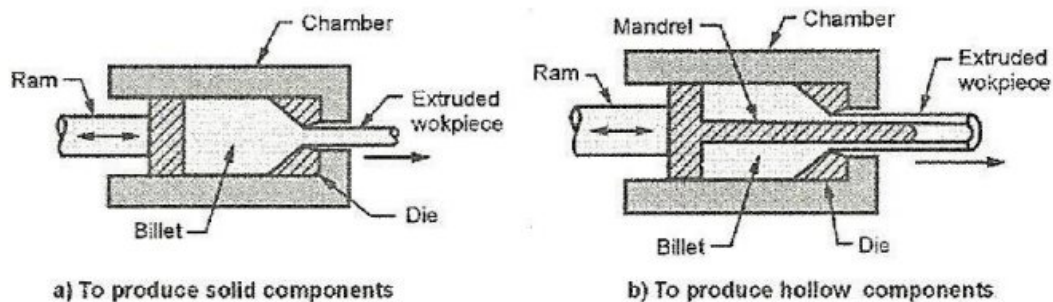 Chamber
Ram
Extruded
wokpiece
Die
Billet
a) To produce solid components
Chamber
Mandrel
Extruded
wokpiece
Ram
Die
Billet
b) To produce hollow components